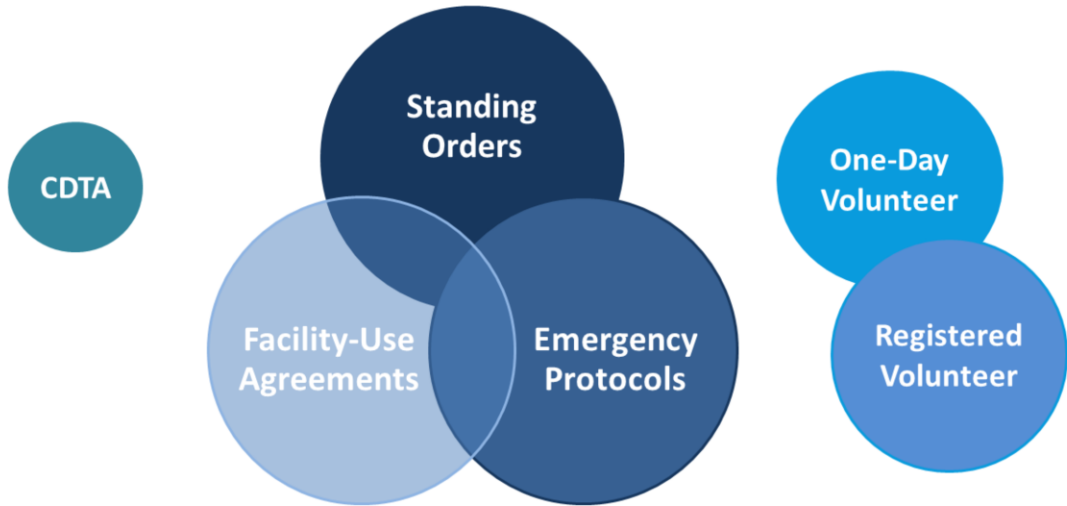 CDTA
Standing
Orders
Facility-Use
Agreements
Emergency
Protocols
One-Day
Volunteer
Registered
Volunteer